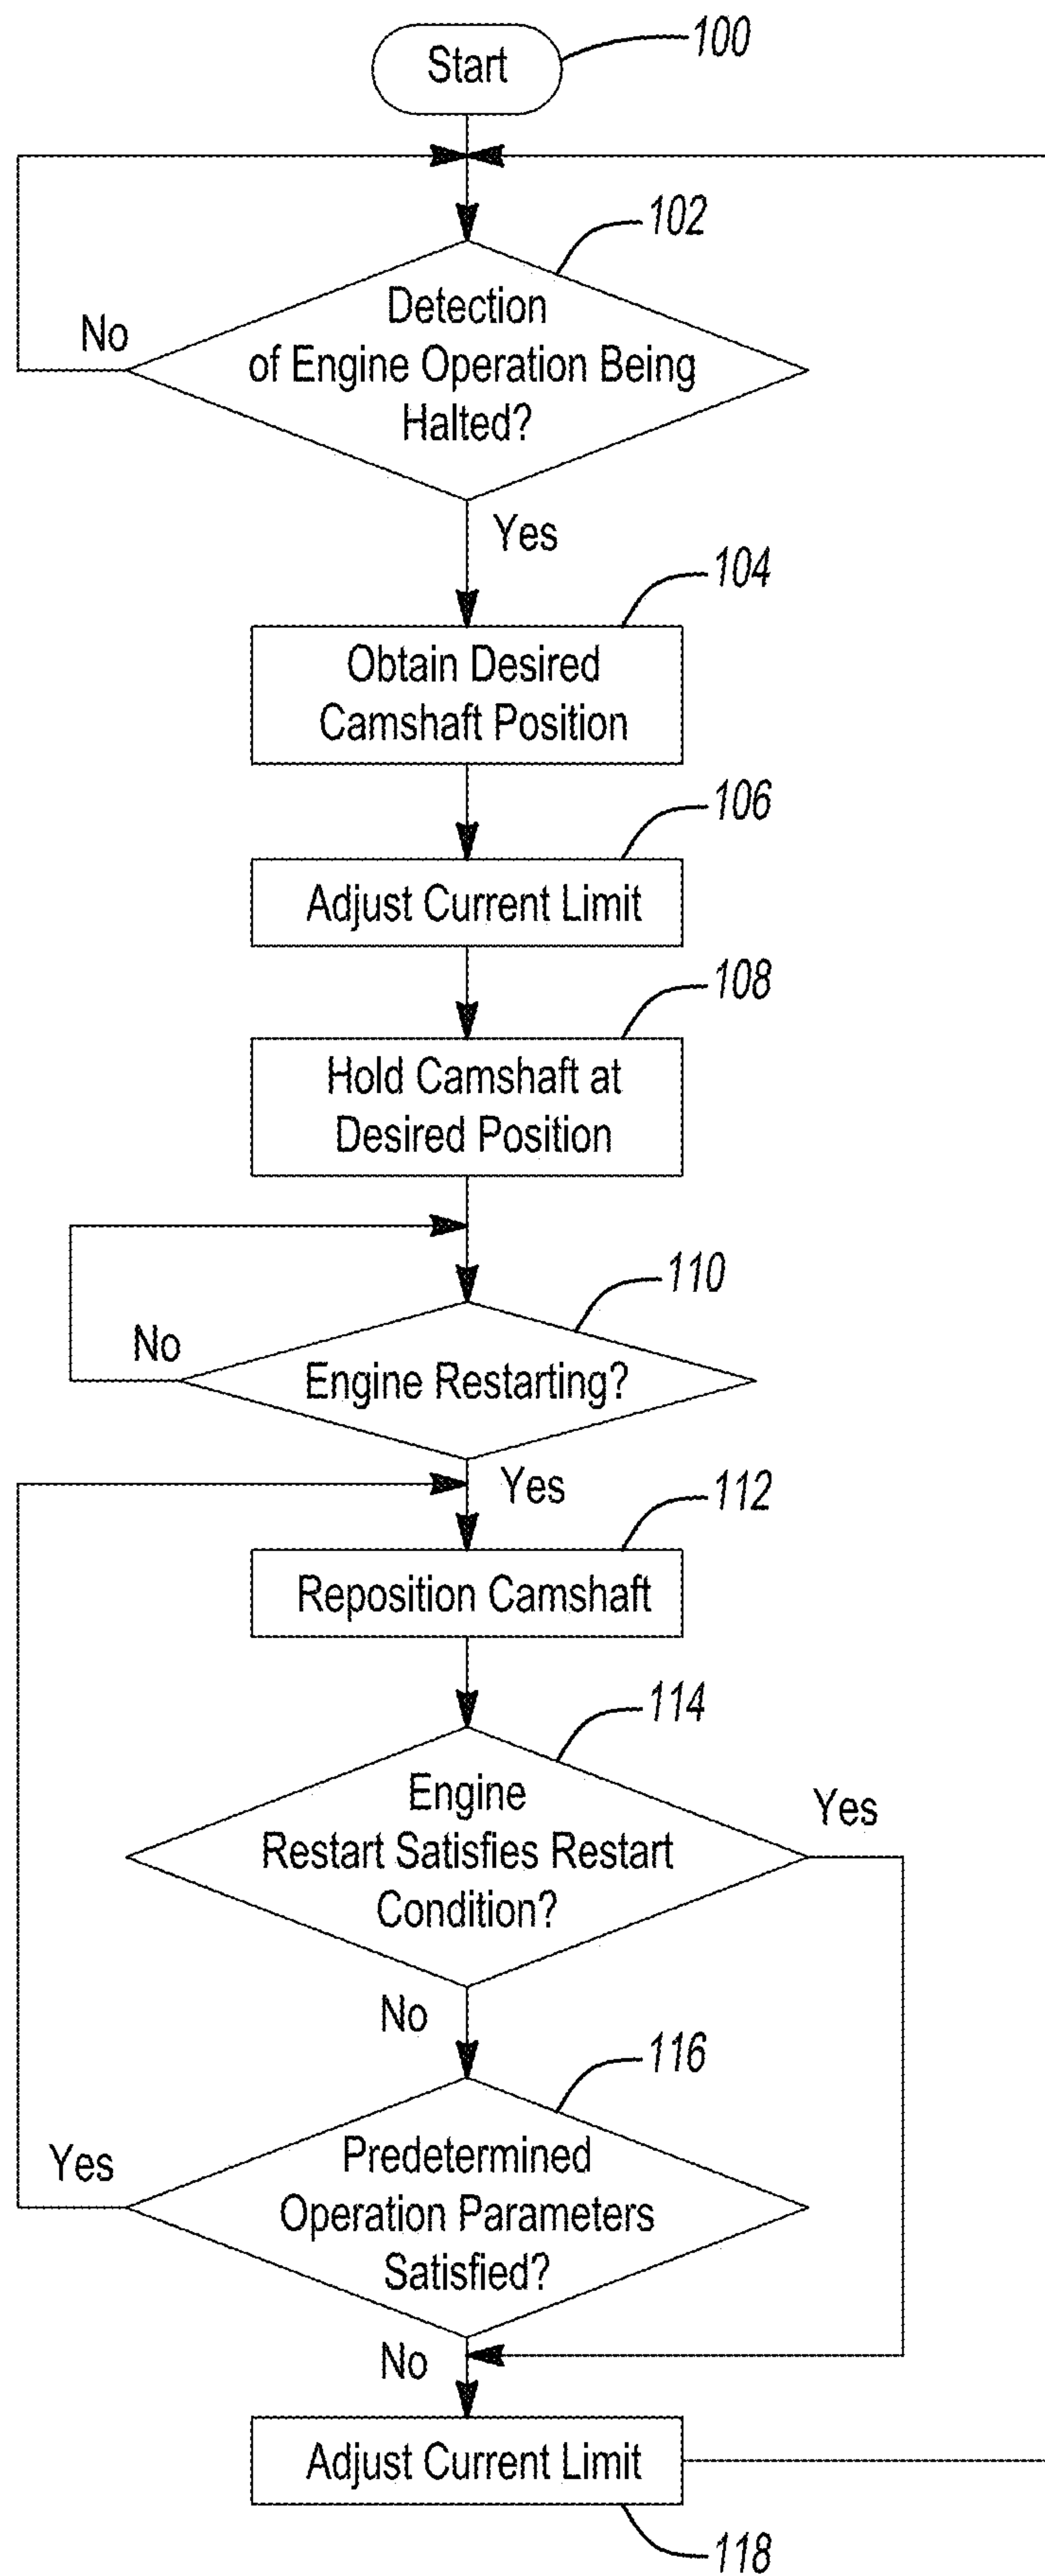 Start
100
102
Detection
of Engine Operation Being
Halted?
No
Yes
104
Obtain Desired
Camshaft Position
106
Adjust Current Limit
108
Hold Camshaft at
Desired Position
110
No
Engine Restarting?
Yes
112
Reposition Camshaft
114
Engine
Restart Satisfies Restart
Condition?
Yes
No
116
Yes
Predetermined
Operation Parameters
Satisfied?
No
Adjust Current Limit
118